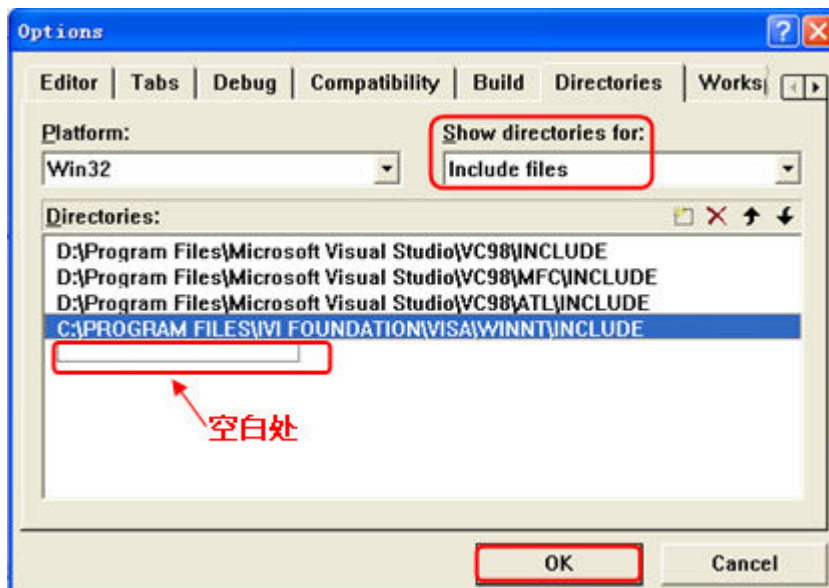 Options
Editor Tabs Debug Compatibility Build Directories Works
Platform: Show directories for:
Win32 Include files
Directories:
D:\Program Files\Microsoft Visual Studio\VC98\INCLUDE
D:\Program Files\Microsoft Visual Studio\VC98\MFC\INCLUDE
D:\Program Files\Microsoft Visual Studio\VC98\ATL\INCLUDE
C:\PROGRAM FILES\IVI FOUNDATION\VISA\WINNT\INCLUDE
空白处
OK Cancel